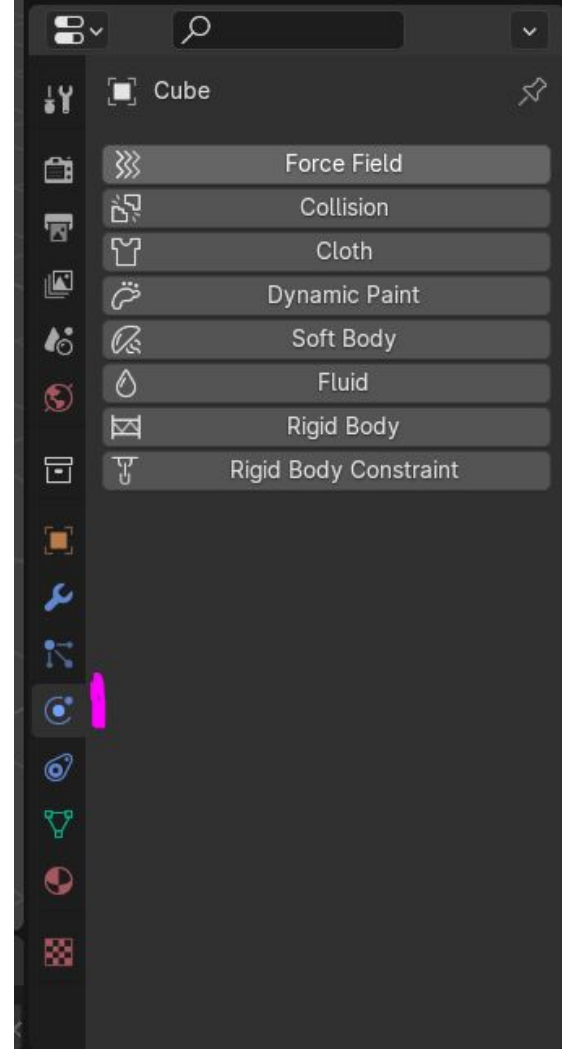 Cube
Force Field
Collision
Cloth
Dynamic Paint
Soft Body
Fluid
Rigid Body
Rigid Body Constraint